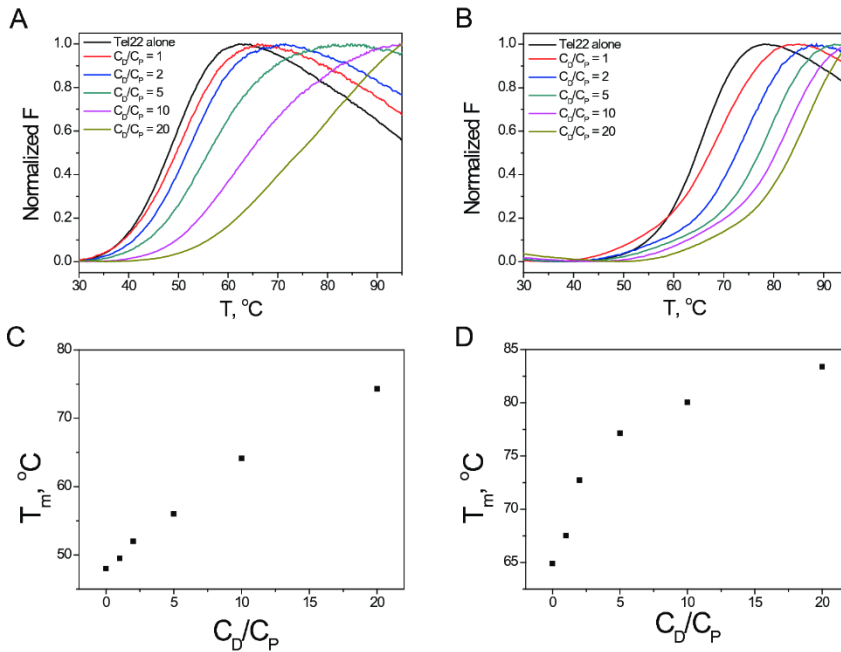 A
Tel22 alone
C_D/C_P = 1
C_D/C_P = 2
C_D/C_P = 5
C_D/C_P = 10
C_D/C_P = 20
Normalized F
1.0
0.8
0.6
0.4
0.2
0.0
30 40 50 60 70 80 90
T, °C
B
Tel22 alone
C_D/C_P = 1
C_D/C_P = 2
C_D/C_P = 5
C_D/C_P = 10
C_D/C_P = 20
Normalized F
1.0
0.8
0.6
0.4
0.2
0.0
30 40 50 60 70 80 90
T, °C
C
T_m, °C
80
70
60
50
0 5 10 15 20
C_D/C_P
D
T_m, °C
85
80
75
70
65
0 5 10 15 20
C_D/C_P